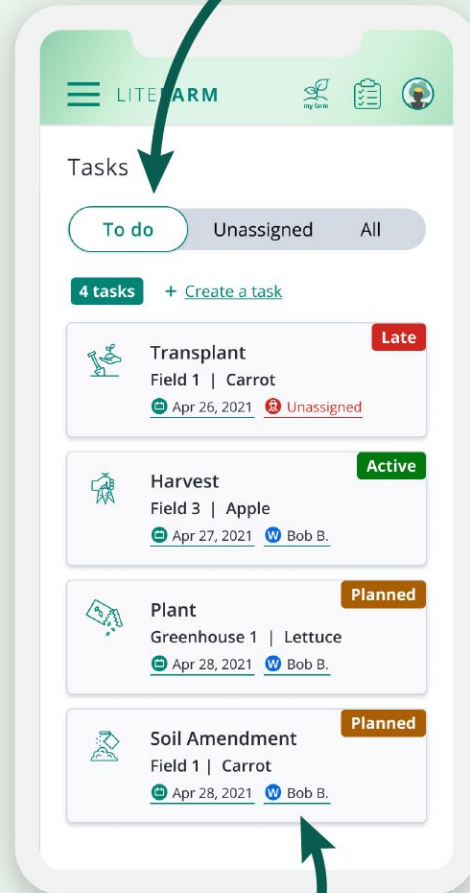 LITEFARM
my farm
Tasks
To do Unassigned All
4 tasks + Create a task
Late
Transplant
Field 1 | Carrot
Apr 26, 2021 Unassigned
Active
Harvest
Field 3 | Apple
Apr 27, 2021 W Bob B.
Planned
Plant
Greenhouse 1 | Lettuce
Apr 28, 2021 W Bob B.
Planned
Soil Amendment
Field 1 | Carrot
Apr 28, 2021 W Bob B.